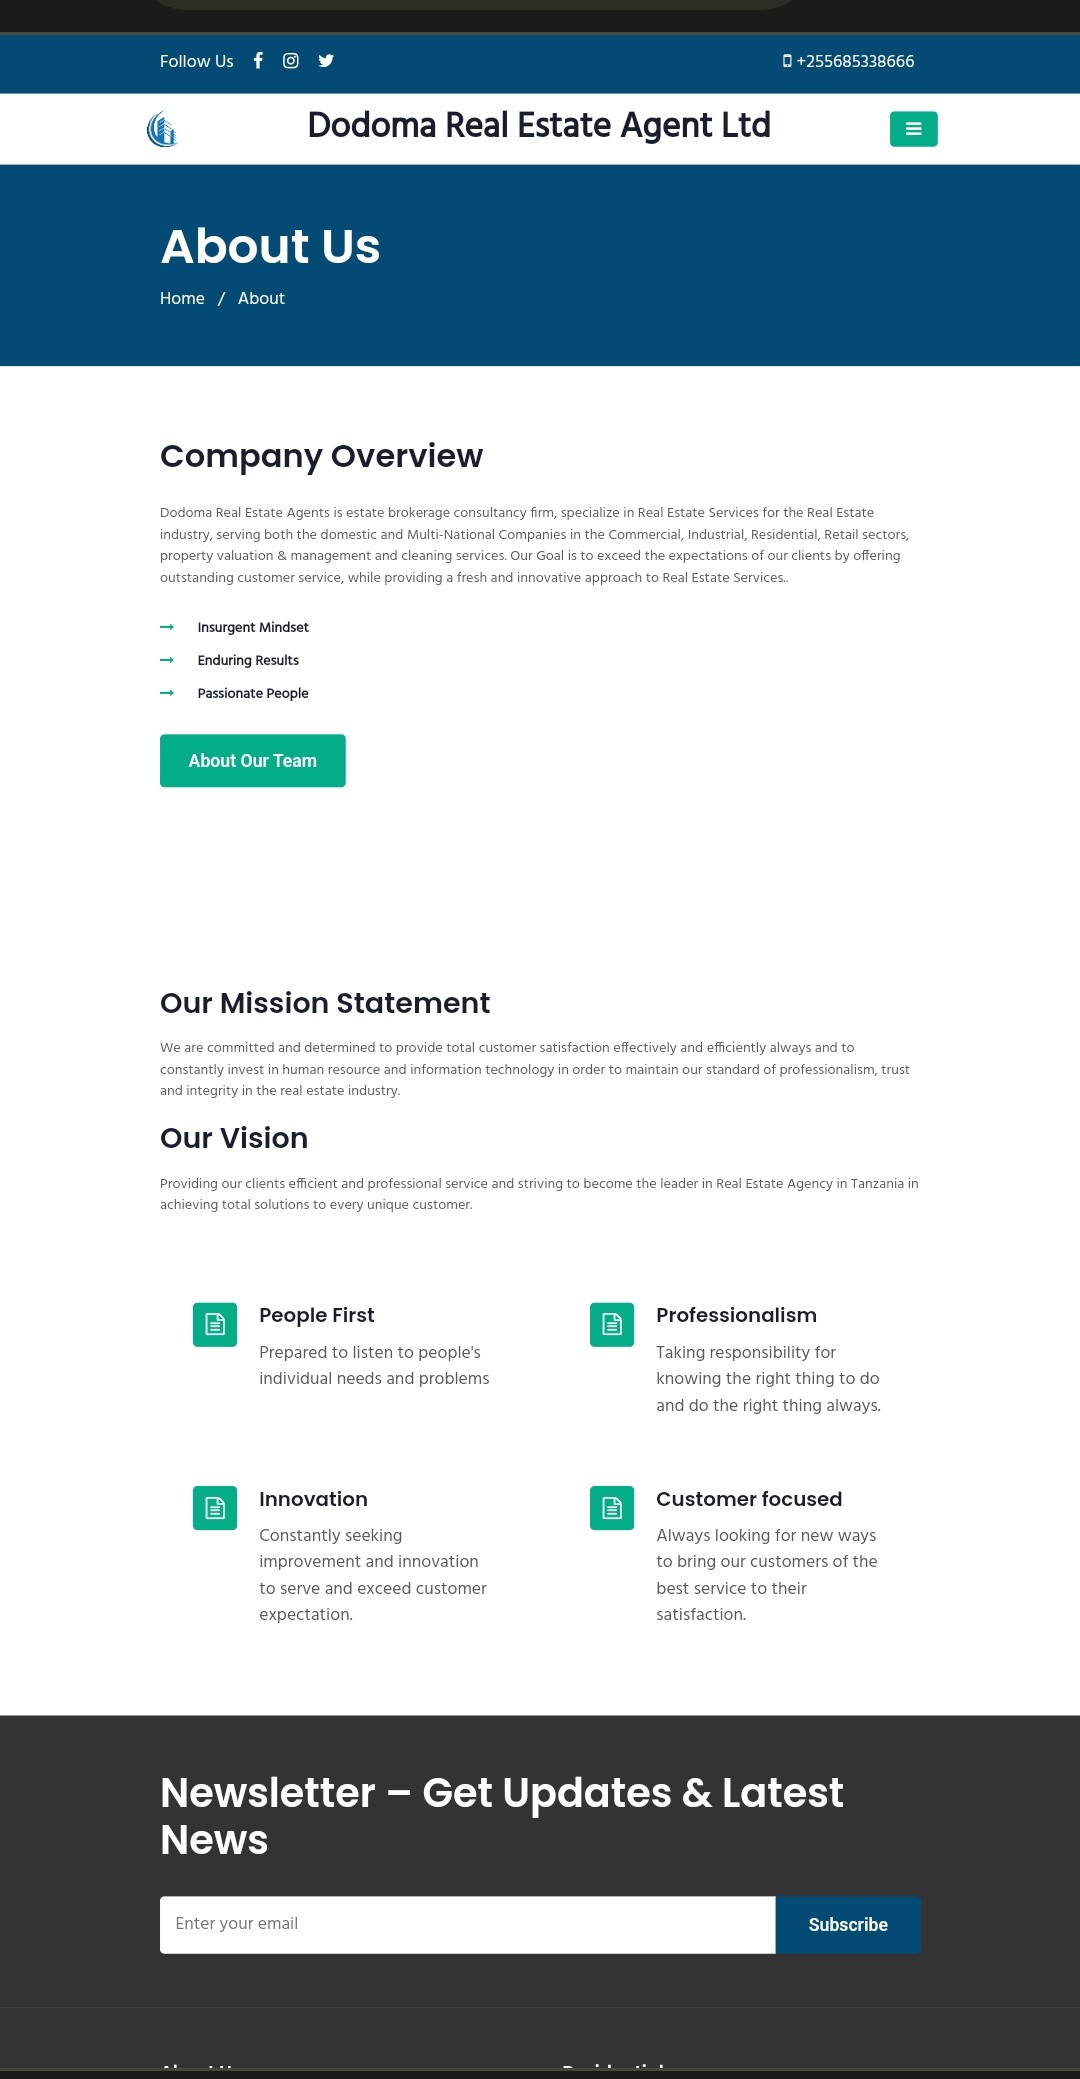 Follow Us
+255685338666
Dodoma Real Estate Agent Ltd
About Us
Home / About
Company Overview
Dodoma Real Estate Agents is estate brokerage consultancy firm, specialize in Real Estate Services for the Real Estate
industry, serving both the domestic and Multi-National Companies in the Commercial, Industrial, Residential, Retail sectors,
property valuation & management and cleaning services. Our Goal is to exceed the expectations of our clients by offering
outstanding customer service, while providing a fresh and innovative approach to Real Estate Services..
Insurgent Mindset
Enduring Results
Passionate People
About Our Team
Our Mission Statement
We are committed and determined to provide total customer satisfaction effectively and efficiently always and to
constantly invest in human resource and information technology in order to maintain our standard of professionalism, trust
and integrity in the real estate industry.
Our Vision
Providing our clients efficient and professional service and striving to become the leader in Real Estate Agency in Tanzania in
achieving total solutions to every unique customer.
People First
Prepared to listen to people's
individual needs and problems
Professionalism
Taking responsibility for
knowing the right thing to do
and do the right thing always.
Innovation
Constantly seeking
improvement and innovation
to serve and exceed customer
expectation.
Customer focused
Always looking for new ways
to bring our customers of the
best service to their
satisfaction.
Newsletter – Get Updates & Latest
News
Enter your email
Subscribe